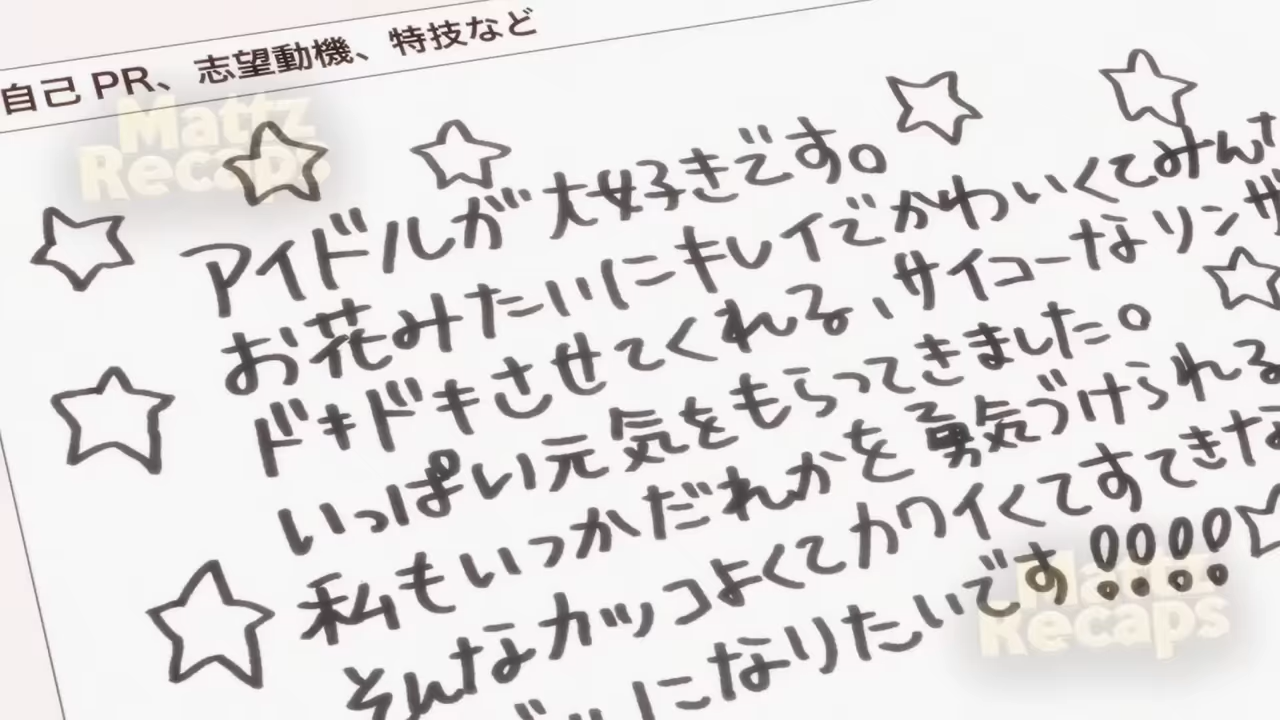 自己 PR、志望動機、特技など
Mattz
Recaps
アイドルが大好きです。
お花みたいにキレイでかわいくてみんな
ドキドキさせてくれる、サイコーなリンザ
いっぱい元気をもらってきました。
私もいつかだれかを勇気づけられる
そんなカッコよくてカワイくてすてきな
になりたいです!!!!
Mattz
Recaps